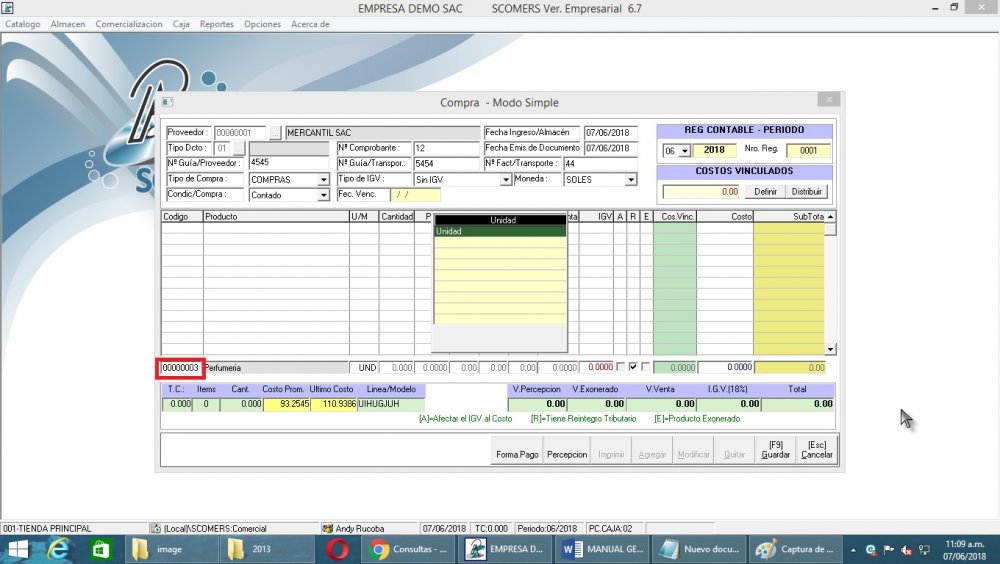 EMPRESA DEMO SAC SCOMERS Ver. Empresarial 6.7
Catalogo Almacen Comercializacion Caja Reportes Opciones Acerca de
Compra - Modo Simple
Proveedor : 00000001 ... MERCANTIL SAC Fecha Ingreso/Almacén 07/06/2018
Tipo Dcto : 01 ... Nº Comprobante : 12 Fecha Emis.de Documento 07/06/2018
Nº Guía/Proveedor : 4545 Nº Guía/Transpor.: 5454 Nº Fact/Transporte : 44
Tipo de Compra : COMPRAS Tipo de IGV : Sin IGV Moneda : SOLES
Condic/Compra : Contado Fec. Venc. / /
REG CONTABLE - PERIODO
06 2018 Nro. Reg. 0001
COSTOS VINCULADOS
0.00 Definir Distribuir
Codigo Producto U/M Cantidad P nta IGV A R E Cos.Vinc. Costo SubTota
Unidad
Unidad
00000003 Perfumeria UND 0.000 0.0000 0.00 0.00 0.0000 0.0000 0.0000 0.0000 0.00
T.C.: Items Cant. Costo Prom. Ultimo Costo Linea/Modelo V.Percepcion V.Exonerado V.Venta I.G.V.(18%) Total
0.000 0 0.000 93.2545 110.9386 UIHUGJUH 0.00 0.00 0.00 0.00 0.00
[A]=Afectar el IGV al Costo [R]=Tiene Reintegro Tributario [E]=Producto Exonerado
Forma.Pago Percepcion Imprimir Agregar Modificar Quitar [F9] Guardar [Esc] Cancelar
001-TIENDA PRINCIPAL (Local)\SCOMERS:Comercial Andy Rucoba 07/06/2018 TC:0.000 Periodo:06/2018 PC.CAJA:02
image 2013 Consultas - ... EMPRESA D... MANUAL GE... Nuevo docu... Captura de ... 11:09 a.m.
07/06/2018